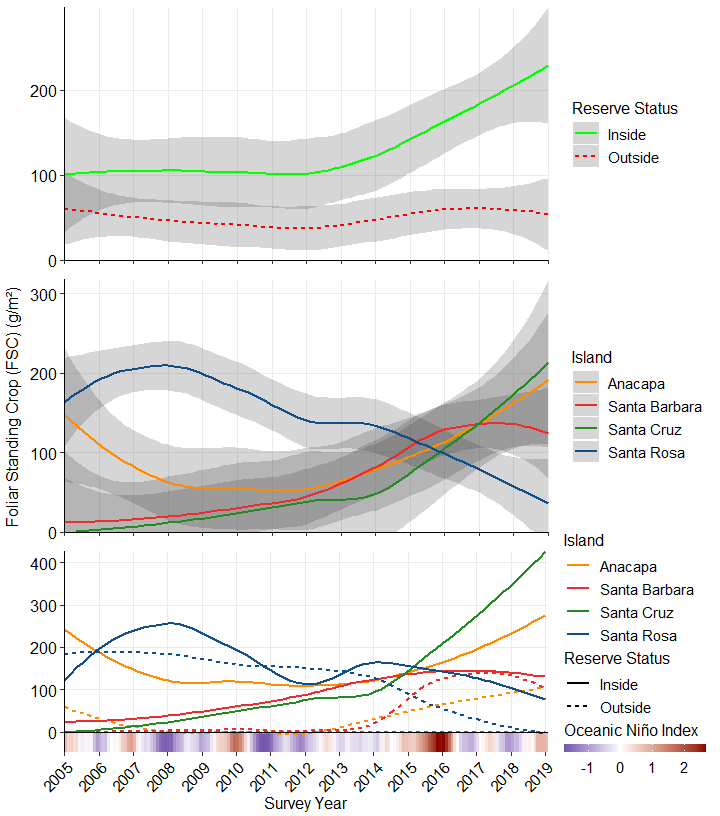 Foliar Standing Crop (FSC) (g/m²)
200
100
0
Reserve Status
Inside
Outside
300
200
100
0
Island
Anacapa
Santa Barbara
Santa Cruz
Santa Rosa
400
300
200
100
0
Island
Anacapa
Santa Barbara
Santa Cruz
Santa Rosa
Reserve Status
Inside
Outside
Oceanic Niño Index
-1 0 1 2
2005 2006 2007 2008 2009 2010 2011 2012 2013 2014 2015 2016 2017 2018 2019
Survey Year